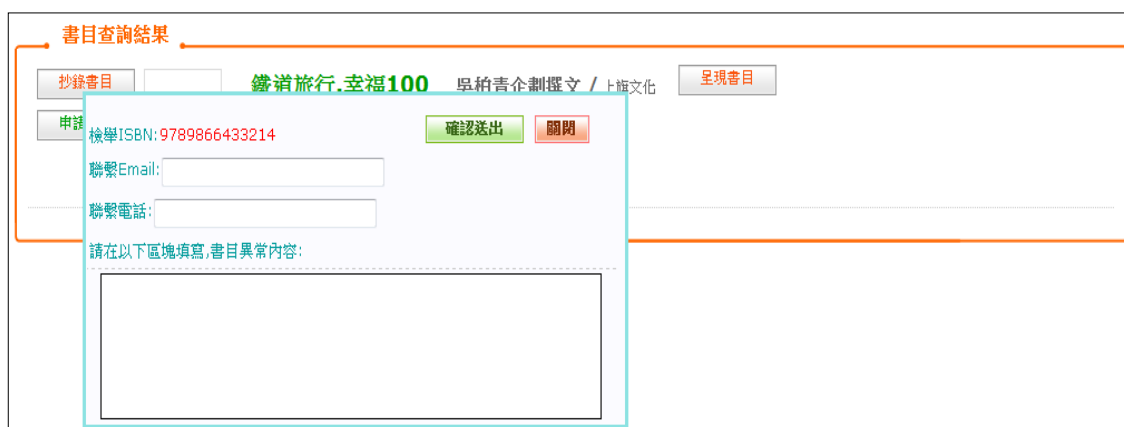 書目查詢結果
抄錄書目 鐵道旅行,幸福100 吳柏青企劃撰文 / 上旗文化 呈現書目
申請
檢舉ISBN:9789866433214 確認送出 關閉
聯繫Email:
聯繫電話:
請在以下區塊填寫,書目異常內容: